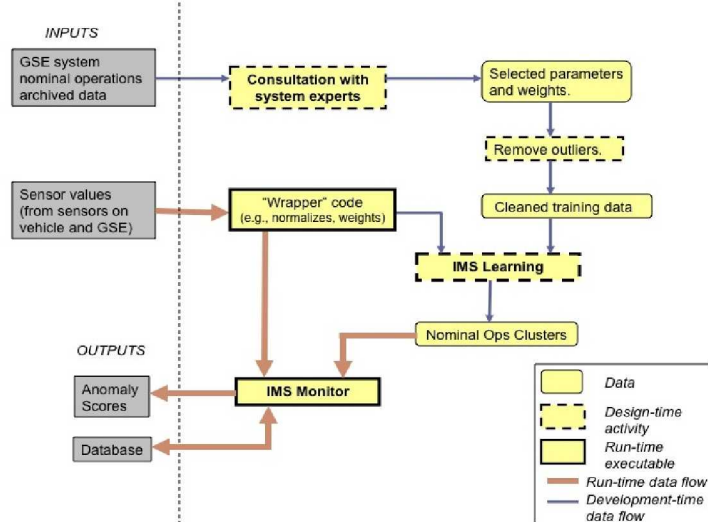 INPUTS
GSE system
nominal operations
archived data
Consultation with
system experts
Selected parameters
and weights.
Remove outliers.
Sensor values
(from sensors on
vehicle and GSE)
"Wrapper" code
(e.g., normalizes, weights)
Cleaned training data
IMS Learning
Nominal Ops Clusters
OUTPUTS
Anomaly
Scores
IMS Monitor
Database
Data
Design-time
activity
Run-time
executable
Run-time data flow
Development-time
data flow